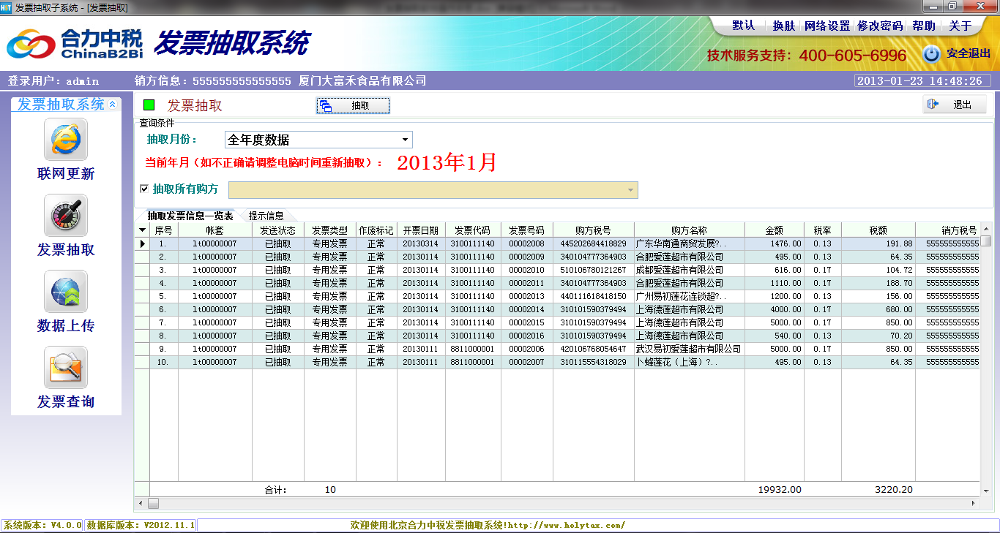 发票抽取子系统 - [发票抽取]
默认 换肤 网络设置 修改密码 帮助 关于
合力中税 ChinaB2Bi 发票抽取系统
技术服务支持：400-605-6996 安全退出
登录用户：admin 销方信息：555555555555555 厦门大富禾食品有限公司 2013-01-23 14:48:26
发票抽取系统
联网更新
发票抽取
数据上传
发票查询
发票抽取 抽取 退出
查询条件
抽取月份： 全年度数据
当前年月（如不正确请调整电脑时间重新抽取）： 2013年1月
抽取所有购方
抽取发票信息一览表 提示信息
序号 帐套 发送状态 发票类型 作废标记 开票日期 发票代码 发票号码 购方税号 购方名称 金额 税率 税额 销方税号
1. lt00000007 已抽取 专用发票 正常 20130314 3100111140 00002008 445202684418829 广东华南通商贸发展?.. 1476.00 0.13 191.88 555555555555
2. lt00000007 已抽取 专用发票 正常 20130114 3100111140 00002009 340104777364903 合肥爱莲超市有限公司 495.00 0.13 64.35 555555555555
3. lt00000007 已抽取 专用发票 正常 20130114 3100111140 00002010 510106780121267 成都爱莲超市有限公司 616.00 0.17 104.72 555555555555
4. lt00000007 已抽取 专用发票 正常 20130114 3100111140 00002011 340104777364903 合肥爱莲超市有限公司 1110.00 0.17 188.70 555555555555
5. lt00000007 已抽取 专用发票 正常 20130114 3100111140 00002013 440111618418150 广州易初莲花连锁超?.. 1200.00 0.13 156.00 555555555555
6. lt00000007 已抽取 专用发票 正常 20130114 3100111140 00002014 310101590379494 上海德莲超市有限公司 4000.00 0.17 680.00 555555555555
7. lt00000007 已抽取 专用发票 正常 20130114 3100111140 00002015 310101590379494 上海德莲超市有限公司 5000.00 0.17 850.00 555555555555
8. lt00000007 已抽取 专用发票 正常 20130114 3100111140 00002016 310101590379494 上海德莲超市有限公司 540.00 0.13 70.20 555555555555
9. lt00000007 已抽取 专用发票 正常 20130111 8811000001 00002006 420106768054647 武汉易初爱莲超市有限公司 5000.00 0.17 850.00 555555555555
10. lt00000007 已抽取 专用发票 正常 20130111 8811000001 00002007 310115554318029 卜蜂莲花（上海）?.. 495.00 0.13 64.35 555555555555
合计： 10 19932.00 3220.20
系统版本：V4.0.0 数据库版本：V2012.11.1 欢迎使用北京合力中税发票抽取系统!http://www.holytax.com/